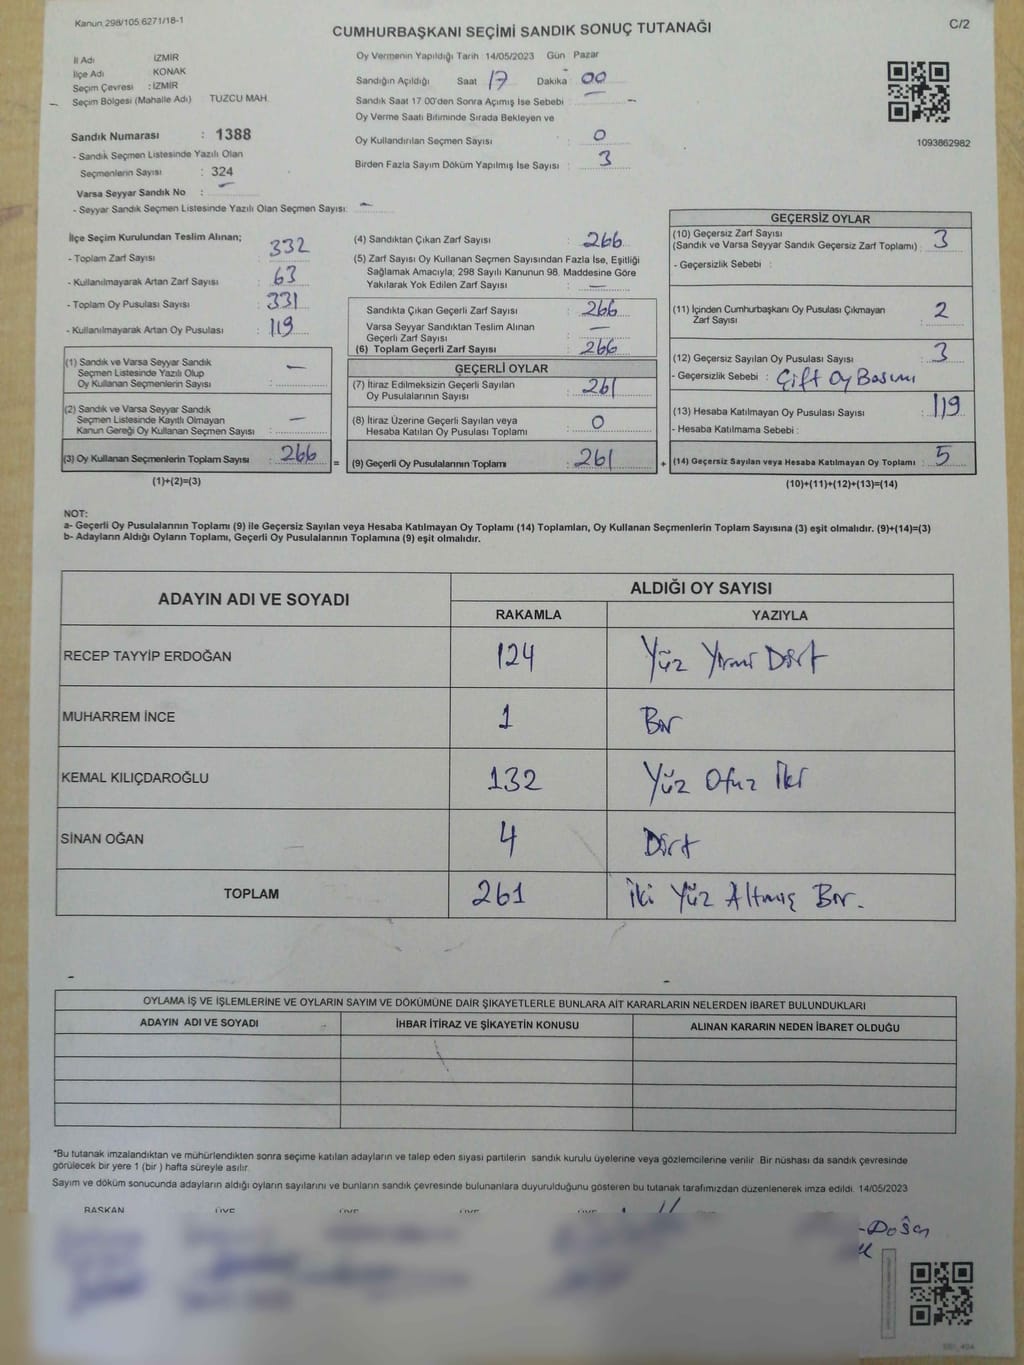 Kanun 298/105 6271/18-1
CUMHURBAŞKANI SEÇİMİ SANDIK SONUÇ TUTANAĞI
C/2
İl Adı İZMİR
İlçe Adı KONAK
Seçim Çevresi : İZMİR
Seçim Bölgesi (Mahalle Adı) TUZCU MAH.
Sandık Numarası : 1388
- Sandık Seçmen Listesinde Yazılı Olan
Seçmenlerin Sayısı : 324
Varsa Seyyar Sandık No : -
- Seyyar Sandık Seçmen Listesinde Yazılı Olan Seçmen Sayısı: -
Oy Vermenin Yapıldığı Tarih 14/05/2023 Gün Pazar
Sandığın Açıldığı Saat 17 Dakika 00
Sandık Saat 17 00'den Sonra Açımış İse Sebebi -
Oy Verme Saati Bitiminde Sırada Bekleyen ve
Oy Kullandırılan Seçmen Sayısı : 0
Birden Fazla Sayım Döküm Yapılmış İse Sayısı : 3
1093862982
İlçe Seçim Kurulundan Teslim Alınan;
- Toplam Zarf Sayısı : 332
- Kullanılmayarak Artan Zarf Sayısı : 63
- Toplam Oy Pusulası Sayısı : 331
- Kullanılmayarak Artan Oy Pusulası : 119
(1) Sandık ve Varsa Seyyar Sandık
Seçmen Listesinde Yazılı Olup
Oy Kullanan Seçmenlerin Sayısı : -
(2) Sandık ve Varsa Seyyar Sandık
Seçmen Listesinde Kayıtlı Olmayan
Kanun Gereği Oy Kullanan Seçmen Sayısı : -
(3) Oy Kullanan Seçmenlerin Toplam Sayısı : 266
(1)+(2)=(3)
(4) Sandıktan Çıkan Zarf Sayısı : 266
(5) Zarf Sayısı Oy Kullanan Seçmen Sayısından Fazla İse, Eşitliği
Sağlamak Amacıyla; 298 Sayılı Kanunun 98. Maddesine Göre
Yakılarak Yok Edilen Zarf Sayısı : -
Sandıkta Çıkan Geçerli Zarf Sayısı : 266
Varsa Seyyar Sandıktan Teslim Alınan
Geçerli Zarf Sayısı : -
(6) Toplam Geçerli Zarf Sayısı : 266
GEÇERLİ OYLAR
(7) İtiraz Edilmeksizin Geçerli Sayılan
Oy Pusulalarının Sayısı : 261
(8) İtiraz Üzerine Geçerli Sayılan veya
Hesaba Katılan Oy Pusulası Toplamı : 0
= (9) Geçerli Oy Pusulalarının Toplamı : 261
GEÇERSİZ OYLAR
(10) Geçersiz Zarf Sayısı
(Sandık ve Varsa Seyyar Sandık Geçersiz Zarf Toplamı) : 3
- Geçersizlik Sebebi :
(11) İçinden Cumhurbaşkanı Oy Pusulası Çıkmayan
Zarf Sayısı : 2
(12) Geçersiz Sayılan Oy Pusulası Sayısı : 3
- Geçersizlik Sebebi : Çift Oy Basımı
(13) Hesaba Katılmayan Oy Pusulası Sayısı : 119
- Hesaba Katılmama Sebebi :
+ (14) Geçersiz Sayılan veya Hesaba Katılmayan Oy Toplamı : 5
(10)+(11)+(12)+(13)=(14)
NOT:
a- Geçerli Oy Pusulalarının Toplamı (9) ile Geçersiz Sayılan veya Hesaba Katılmayan Oy Toplamı (14) Toplamları, Oy Kullanan Seçmenlerin Toplam Sayısına (3) eşit olmalıdır. (9)+(14)=(3)
b- Adayların Aldığı Oyların Toplamı, Geçerli Oy Pusulalarının Toplamına (9) eşit olmalıdır.
ADAYIN ADI VE SOYADI
ALDIĞI OY SAYISI
RAKAMLA YAZIYLA
RECEP TAYYİP ERDOĞAN 124 Yüz Yirmi Dört
MUHARREM İNCE 1 Bir
KEMAL KILIÇDAROĞLU 132 Yüz Otuz İki
SİNAN OĞAN 4 Dört
TOPLAM 261 İki Yüz Altmış Bir.
OYLAMA İŞ VE İŞLEMLERİNE VE OYLARIN SAYIM VE DÖKÜMÜNE DAİR ŞİKAYETLERLE BUNLARA AİT KARARLARIN NELERDEN İBARET BULUNDUKLARI
ADAYIN ADI VE SOYADI İHBAR İTİRAZ VE ŞİKAYETİN KONUSU ALINAN KARARIN NEDEN İBARET OLDUĞU
*Bu tutanak imzalandıktan ve mühürlendikten sonra seçime katılan adayların ve talep eden siyasi partilerin sandık kurulu üyelerine veya gözlemcilerine verilir. Bir nüshası da sandık çevresinde
görülecek bir yere 1 (bir ) hafta süreyle asılır.
Sayım ve döküm sonucunda adayların aldığı oyların sayılarını ve bunların sandık çevresinde bulunanlara duyurulduğunu gösteren bu tutanak tarafımızdan düzenlenerek imza edildi. 14/05/2023
BAŞKAN ÜYE ÜYE ÜYE ÜYE